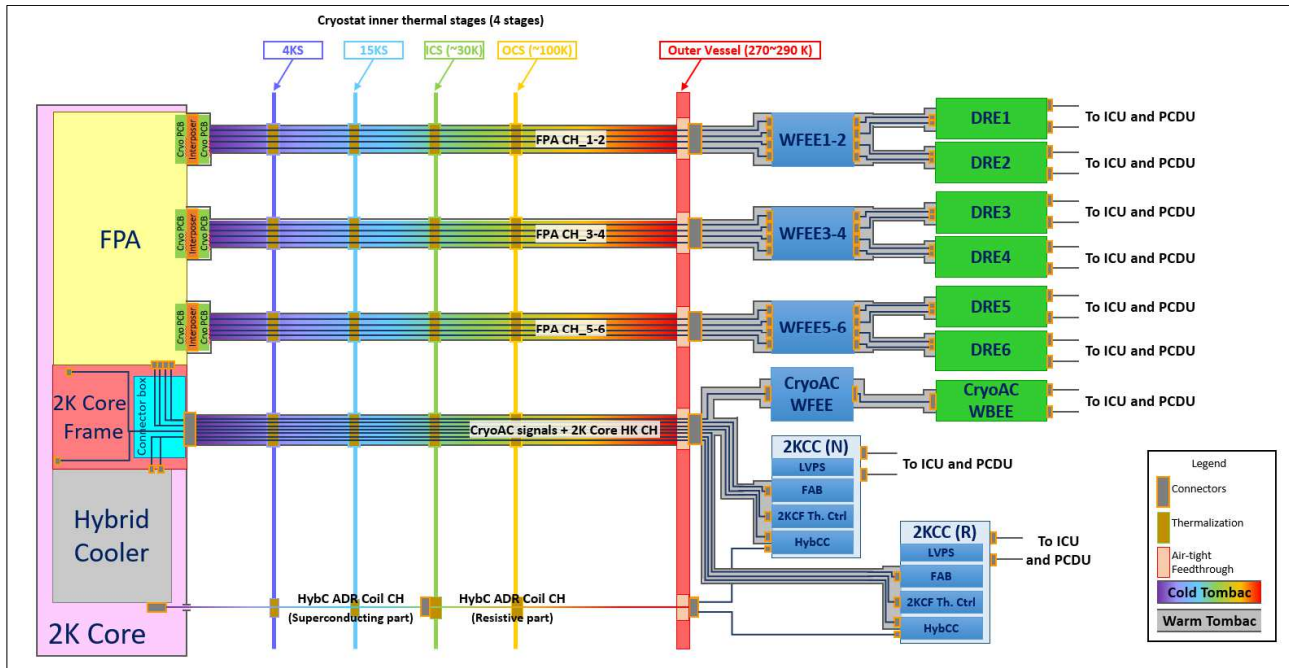 Cryostat inner thermal stages (4 stages)
4KS
15KS
ICS (~30K)
OCS (~100K)
Outer Vessel (270~290 K)
FPA
Cryo PCB
Interposer
Cryo PCB
FPA CH_1-2
WFEE1-2
DRE1
To ICU and PCDU
DRE2
To ICU and PCDU
Cryo PCB
Interposer
Cryo PCB
FPA CH_3-4
WFEE3-4
DRE3
To ICU and PCDU
DRE4
To ICU and PCDU
Cryo PCB
Interposer
Cryo PCB
FPA CH_5-6
WFEE5-6
DRE5
To ICU and PCDU
DRE6
To ICU and PCDU
2K Core
Frame
Connector box
CryoAC signals + 2K Core HK CH
CryoAC
WFEE
CryoAC
WBEE
To ICU and PCDU
2KCC (N)
LVPS
FAB
2KCF Th. Ctrl
HybCC
To ICU and PCDU
2KCC (R)
LVPS
FAB
2KCF Th. Ctrl
HybCC
To ICU
and PCDU
Hybrid
Cooler
HybC ADR Coil CH
(Superconducting part)
HybC ADR Coil CH
(Resistive part)
2K Core
Legend
Connectors
Thermalization
Air-tight
Feedthrough
Cold Tombac
Warm Tombac